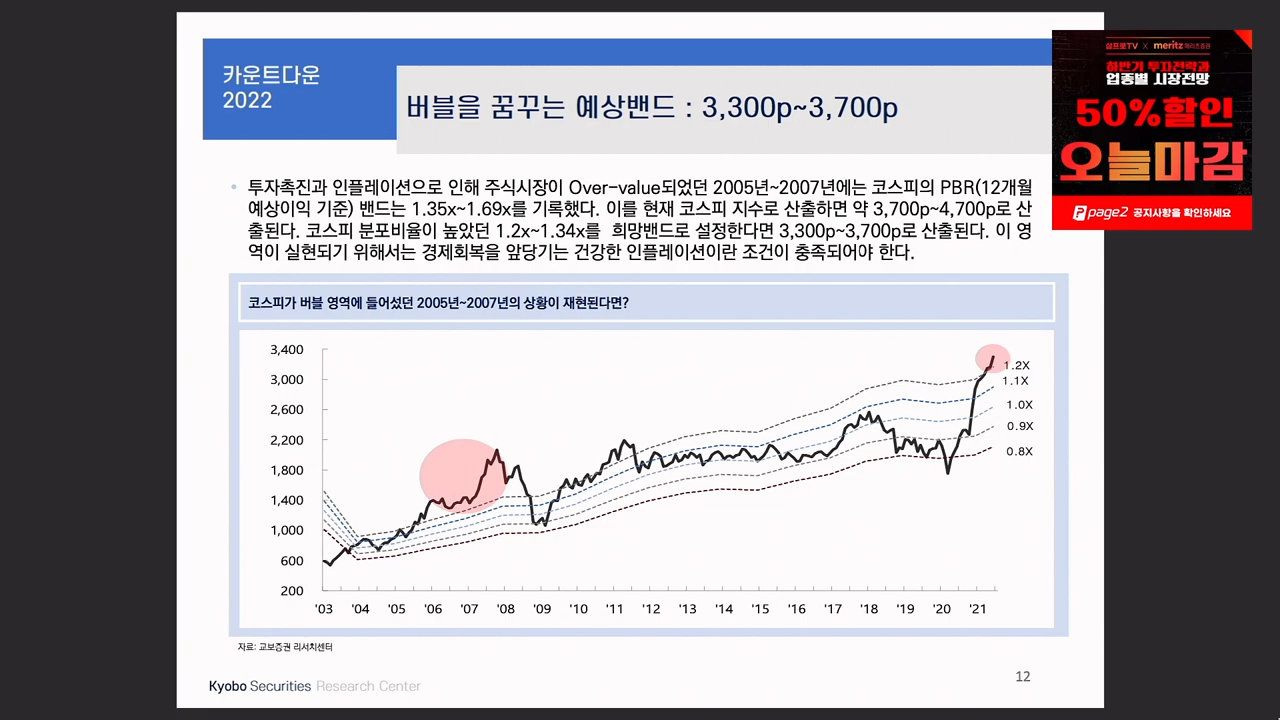 카운트다운
2022
버블을 꿈꾸는 예상밴드 : 3,300p~3,700p
삼프로TV X meritz 메리츠증권
하반기 투자전략과
업종별 시장전망
50%할인
오늘마감
page2 공지사항을 확인하세요
• 투자촉진과 인플레이션으로 인해 주식시장이 Over-value되었던 2005년~2007년에는 코스피의 PBR(12개월
예상이익 기준) 밴드는 1.35x~1.69x를 기록했다. 이를 현재 코스피 지수로 산출하면 약 3,700p~4,700p로 산
출된다. 코스피 분포비율이 높았던 1.2x~1.34x를 희망밴드로 설정한다면 3,300p~3,700p로 산출된다. 이 영
역이 실현되기 위해서는 경제회복을 앞당기는 건강한 인플레이션이란 조건이 충족되어야 한다.
코스피가 버블 영역에 들어섰던 2005년~2007년의 상황이 재현된다면?
3,400
3,000
2,600
2,200
1,800
1,400
1,000
600
200
1.2X
1.1X
1.0X
0.9X
0.8X
'03 '04 '05 '06 '07 '08 '09 '10 '11 '12 '13 '14 '15 '16 '17 '18 '19 '20 '21
자료: 교보증권 리서치센터
Kyobo Securities Research Center
12